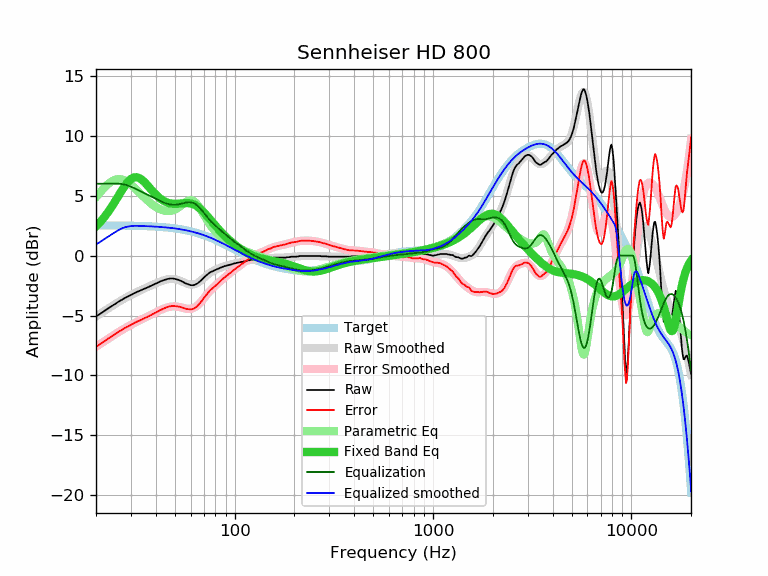 Sennheiser HD 800
Amplitude (dBr)
15
10
5
0
−5
−10
−15
−20
Target
Raw Smoothed
Error Smoothed
Raw
Error
Parametric Eq
Fixed Band Eq
Equalization
Equalized smoothed
100
1000
10000
Frequency (Hz)